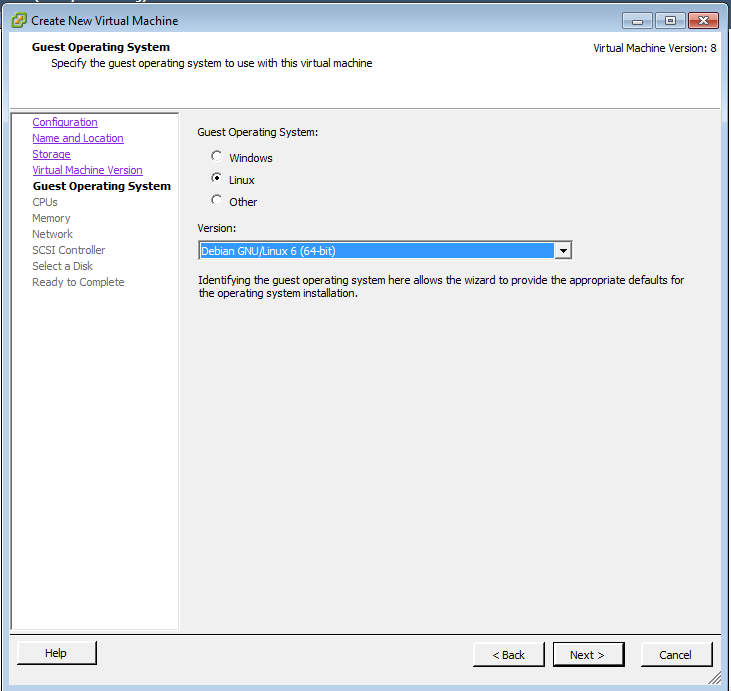 Create New Virtual Machine
Guest Operating System
Virtual Machine Version: 8
Specify the guest operating system to use with this virtual machine
Configuration
Name and Location
Storage
Virtual Machine Version
Guest Operating System
CPUs
Memory
Network
SCSI Controller
Select a Disk
Ready to Complete
Guest Operating System:
Windows
Linux
Other
Version:
Debian GNU/Linux 6 (64-bit)
Identifying the guest operating system here allows the wizard to provide the appropriate defaults for
the operating system installation.
Help
< Back
Next >
Cancel